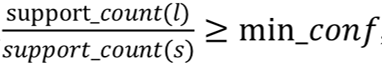 support_count(l)
support_count(s) ≥ min_conf,